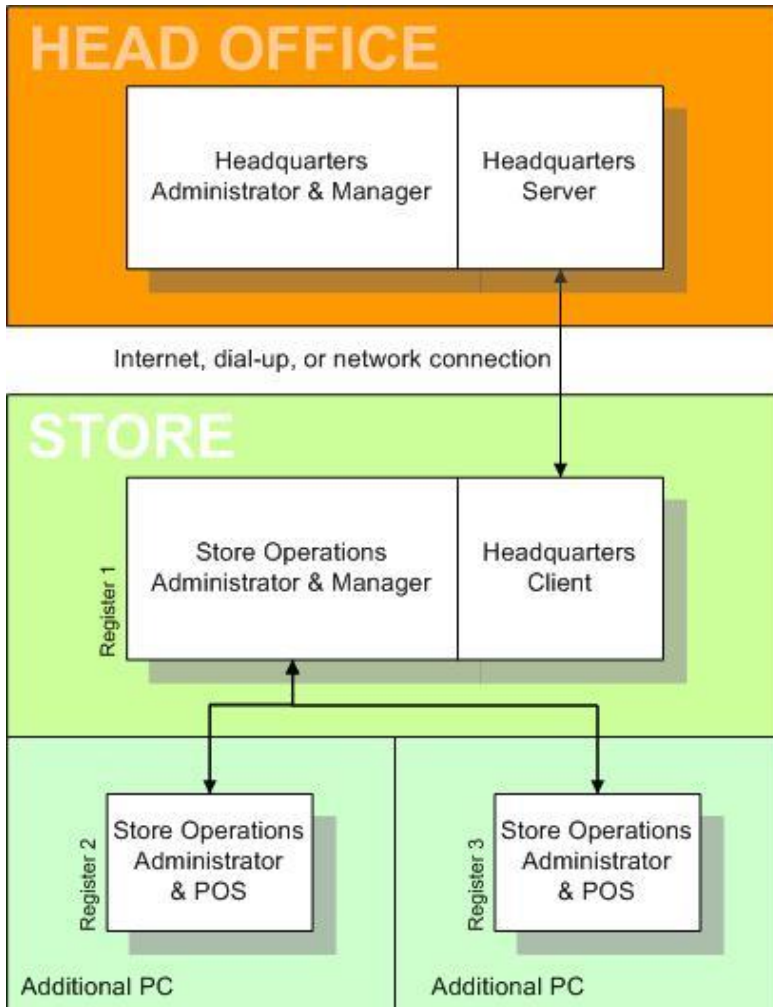 HEAD OFFICE
Headquarters
Administrator & Manager
Headquarters
Server
Internet, dial-up, or network connection
STORE
Register 1
Store Operations
Administrator & Manager
Headquarters
Client
Register 2
Store Operations
Administrator
& POS
Additional PC
Register 3
Store Operations
Administrator
& POS
Additional PC